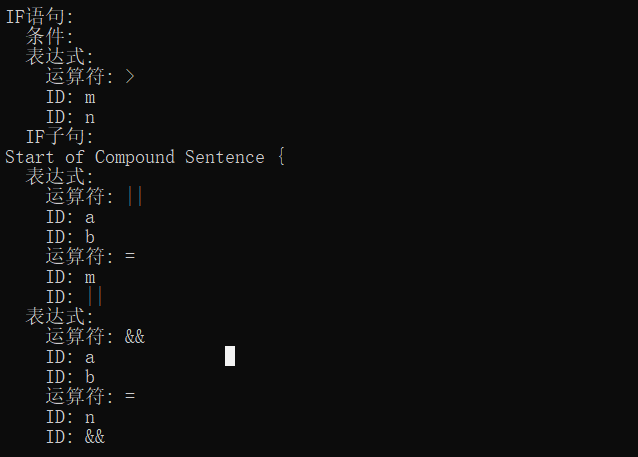 IF语句:
条件:
表达式:
运算符: >
ID: m
ID: n
IF子句:
Start of Compound Sentence {
表达式:
运算符: ||
ID: a
ID: b
运算符: =
ID: m
ID: ||
表达式:
运算符: &&
ID: a
ID: b
运算符: =
ID: n
ID: &&